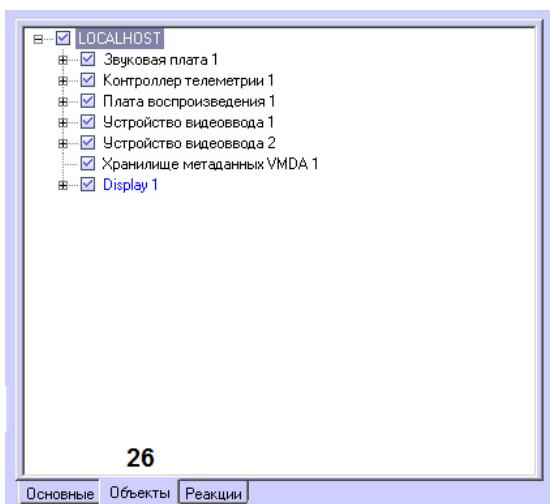 LOCALHOST
Звуковая плата 1
Контроллер телеметрии 1
Плата воспроизведения 1
Устройство видеоввода 1
Устройство видеоввода 2
Хранилище метаданных VMDA 1
Display 1
26
Основные Объекты Реакции